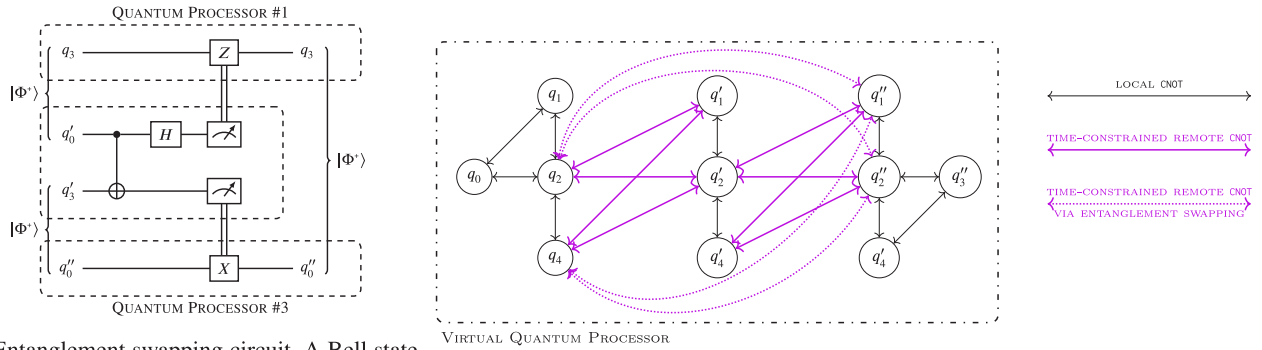 QUANTUM PROCESSOR #1
q3 Z q3
|Φ⁺⟩
q′0 H
|Φ⁺⟩
q′3
|Φ⁺⟩
q″0 X q″0
QUANTUM PROCESSOR #3
Entanglement swapping circuit. A Bell state
q1 q′1 q″1
q0 q2 q′2 q″2 q″3
q4 q′4 q′4
VIRTUAL QUANTUM PROCESSOR
LOCAL CNOT
TIME–CONSTRAINED REMOTE CNOT
TIME–CONSTRAINED REMOTE CNOT
VIA ENTANGLEMENT SWAPPING